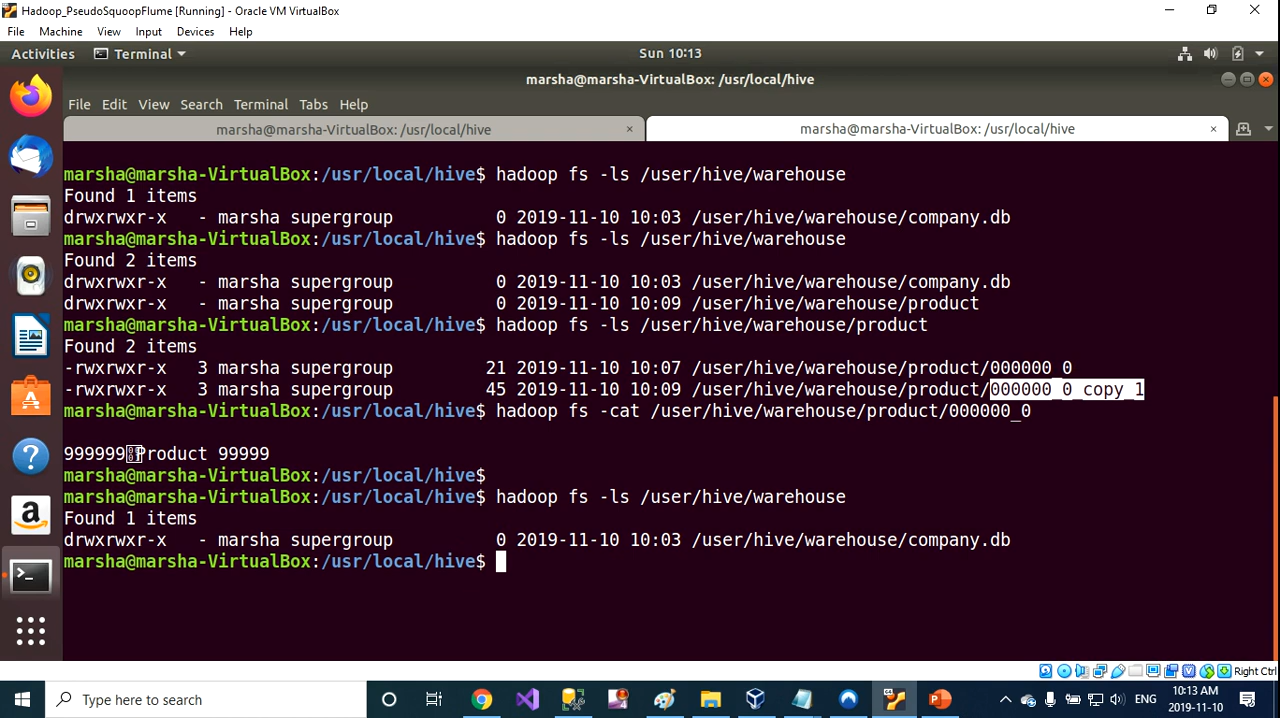 Hadoop_PseudoSquoopFlume [Running] - Oracle VM VirtualBox
File Machine View Input Devices Help
Activities Terminal Sun 10:13
marsha@marsha-VirtualBox: /usr/local/hive
File Edit View Search Terminal Tabs Help
marsha@marsha-VirtualBox: /usr/local/hive × marsha@marsha-VirtualBox: /usr/local/hive ×
marsha@marsha-VirtualBox:/usr/local/hive$ hadoop fs -ls /user/hive/warehouse
Found 1 items
drwxrwxr-x - marsha supergroup 0 2019-11-10 10:03 /user/hive/warehouse/company.db
marsha@marsha-VirtualBox:/usr/local/hive$ hadoop fs -ls /user/hive/warehouse
Found 2 items
drwxrwxr-x - marsha supergroup 0 2019-11-10 10:03 /user/hive/warehouse/company.db
drwxrwxr-x - marsha supergroup 0 2019-11-10 10:09 /user/hive/warehouse/product
marsha@marsha-VirtualBox:/usr/local/hive$ hadoop fs -ls /user/hive/warehouse/product
Found 2 items
-rwxrwxr-x 3 marsha supergroup 21 2019-11-10 10:07 /user/hive/warehouse/product/000000_0
-rwxrwxr-x 3 marsha supergroup 45 2019-11-10 10:09 /user/hive/warehouse/product/000000_0_copy_1
marsha@marsha-VirtualBox:/usr/local/hive$ hadoop fs -cat /user/hive/warehouse/product/000000_0
999999 Product 99999
marsha@marsha-VirtualBox:/usr/local/hive$
marsha@marsha-VirtualBox:/usr/local/hive$ hadoop fs -ls /user/hive/warehouse
Found 1 items
drwxrwxr-x - marsha supergroup 0 2019-11-10 10:03 /user/hive/warehouse/company.db
marsha@marsha-VirtualBox:/usr/local/hive$
Right Ctrl
Type here to search ENG 10:13 AM
2019-11-10